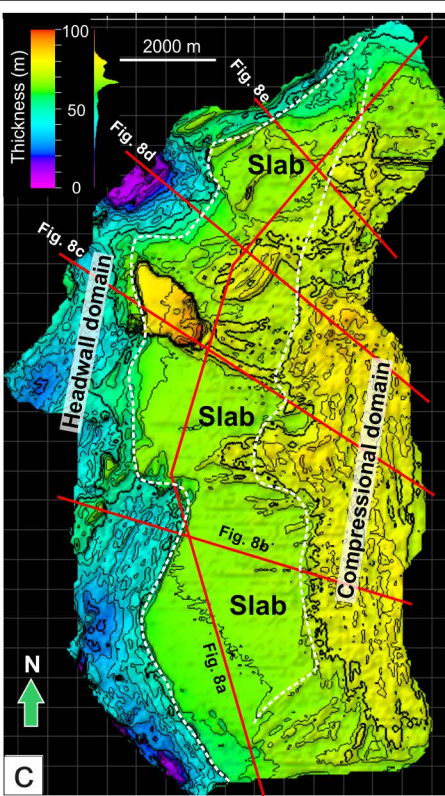 Thickness (m)
100
50
0
2000 m
Fig. 8e
Fig. 8d
Slab
Fig. 8c
Headwall domain
Slab
Compressional domain
Fig. 8b
Slab
Fig. 8a
N
C